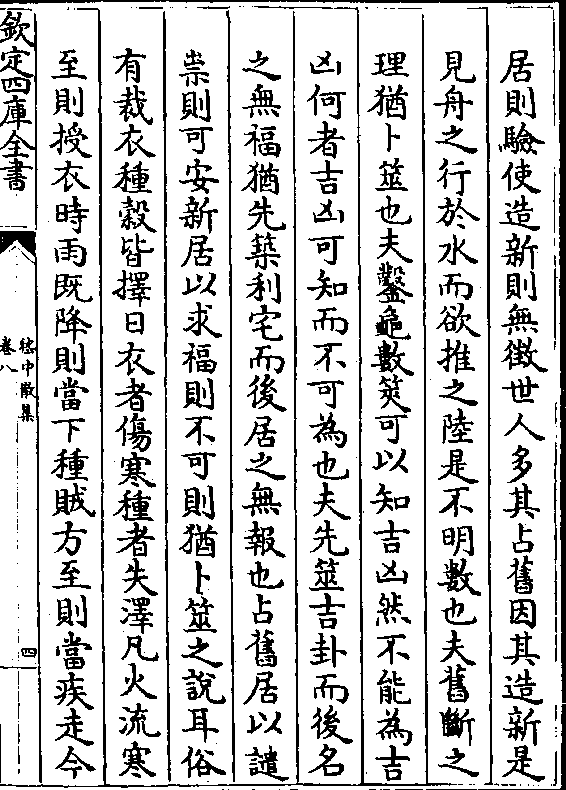 居則驗使造新則無徴世人多其占舊因其造新是
見舟之行於水而欲推之陸是不明數也夫舊斷之
理猶卜筮也夫鑿龜數筴可以知吉凶然不能為吉
凶何者吉凶可知而不可為也夫先筮吉卦而後名
之無福猶先築利宅而後居之無報也占舊居以譴
祟則可安新居以求福則不可則猶卜筮之說耳俗
有裁衣種穀皆擇日衣者傷寒種者失澤凡火流寒
至則授衣時雨既降則當下種賊方至則當疾走今
欽定四庫全書
嵇中散集
卷八
四